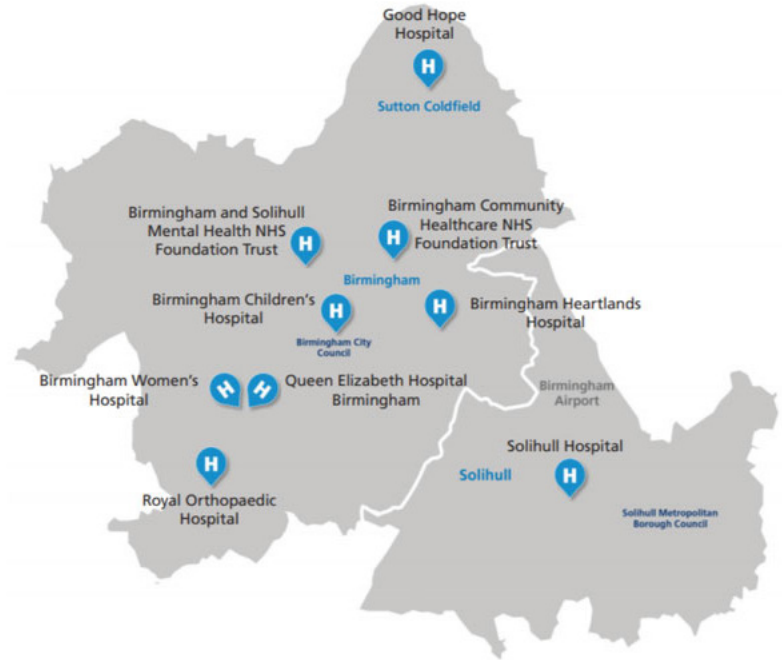 Good Hope
Hospital
H
Sutton Coldfield
Birmingham and Solihull
Mental Health NHS
Foundation Trust
H
Birmingham Community
Healthcare NHS
Foundation Trust
H
Birmingham
Birmingham Children's
Hospital
H
Birmingham City
Council
H
Birmingham Heartlands
Hospital
Birmingham Women's
Hospital
H
H
Queen Elizabeth Hospital
Birmingham
Birmingham
Airport
Solihull Hospital
H
Solihull
H
Royal Orthopaedic
Hospital
Solihull Metropolitan
Borough Council